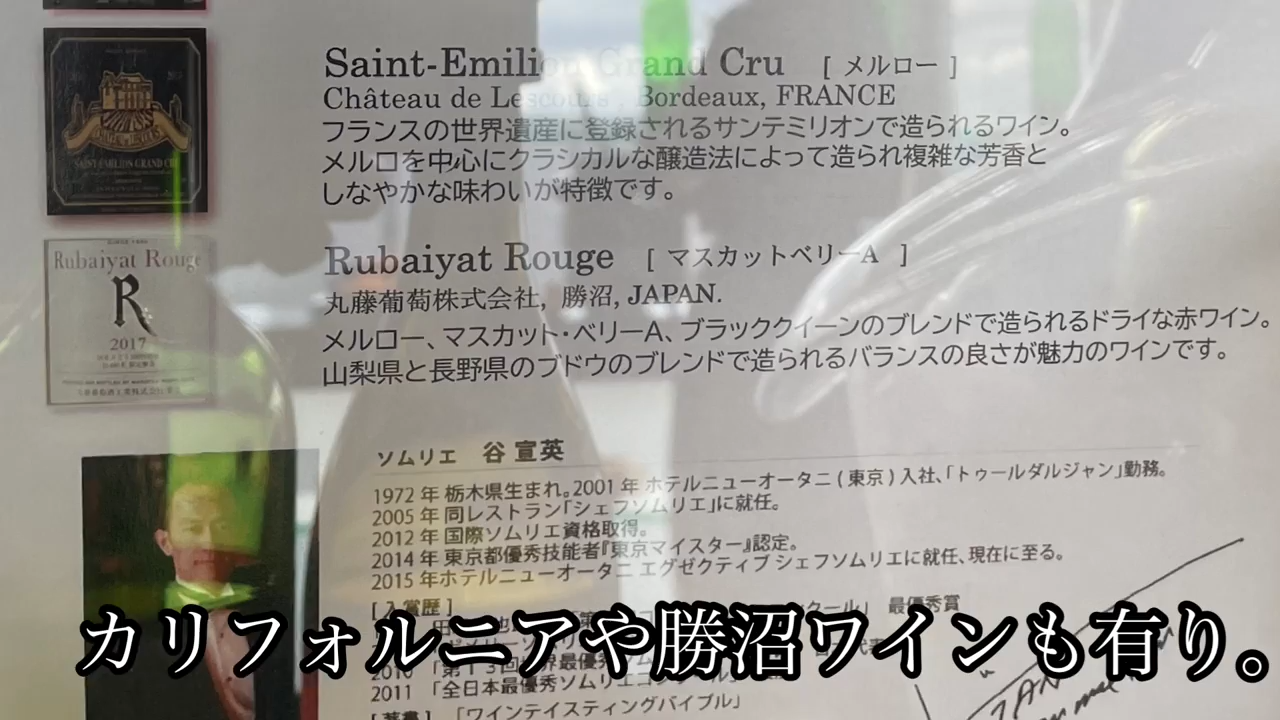 Saint-Emilion Grand Cru [ メルロー ]
Château de Lescours , Bordeaux, FRANCE
フランスの世界遺産に登録されるサンテミリオンで造られるワイン。
メルロを中心にクラシカルな醸造法によって造られ複雑な芳香と
しなやかな味わいが特徴です。
SAINT-EMILION GRAND CRU
Rubaiyat Rouge [ マスカットベリーA ]
丸藤葡萄株式会社, 勝沼, JAPAN.
メルロー、マスカット・ベリーA、ブラッククイーンのブレンドで造られるドライな赤ワイン。
山梨県と長野県のブドウのブレンドで造られるバランスの良さが魅力のワインです。
Rubaiyat Rouge
R
2017
ソムリエ 谷 宣英
1972 年 栃木県生まれ。2001 年 ホテルニューオータニ ( 東京 ) 入社、「トゥールダルジャン」勤務。
2005 年 同レストラン「シェフソムリエ」に就任。
2012 年 国際ソムリエ資格取得。
2014 年 東京都優秀技能者『東京マイスター』認定。
2015 年ホテルニューオータニ エグゼクティブ シェフソムリエに就任、現在に至る。
[ 入賞歴 ]
最優秀賞
2010 「第13回
2011 「全日本最優秀ソムリエコ
[ 著書 ] 「ワインテイスティングバイブル」
カリフォルニアや勝沼ワインも有り。